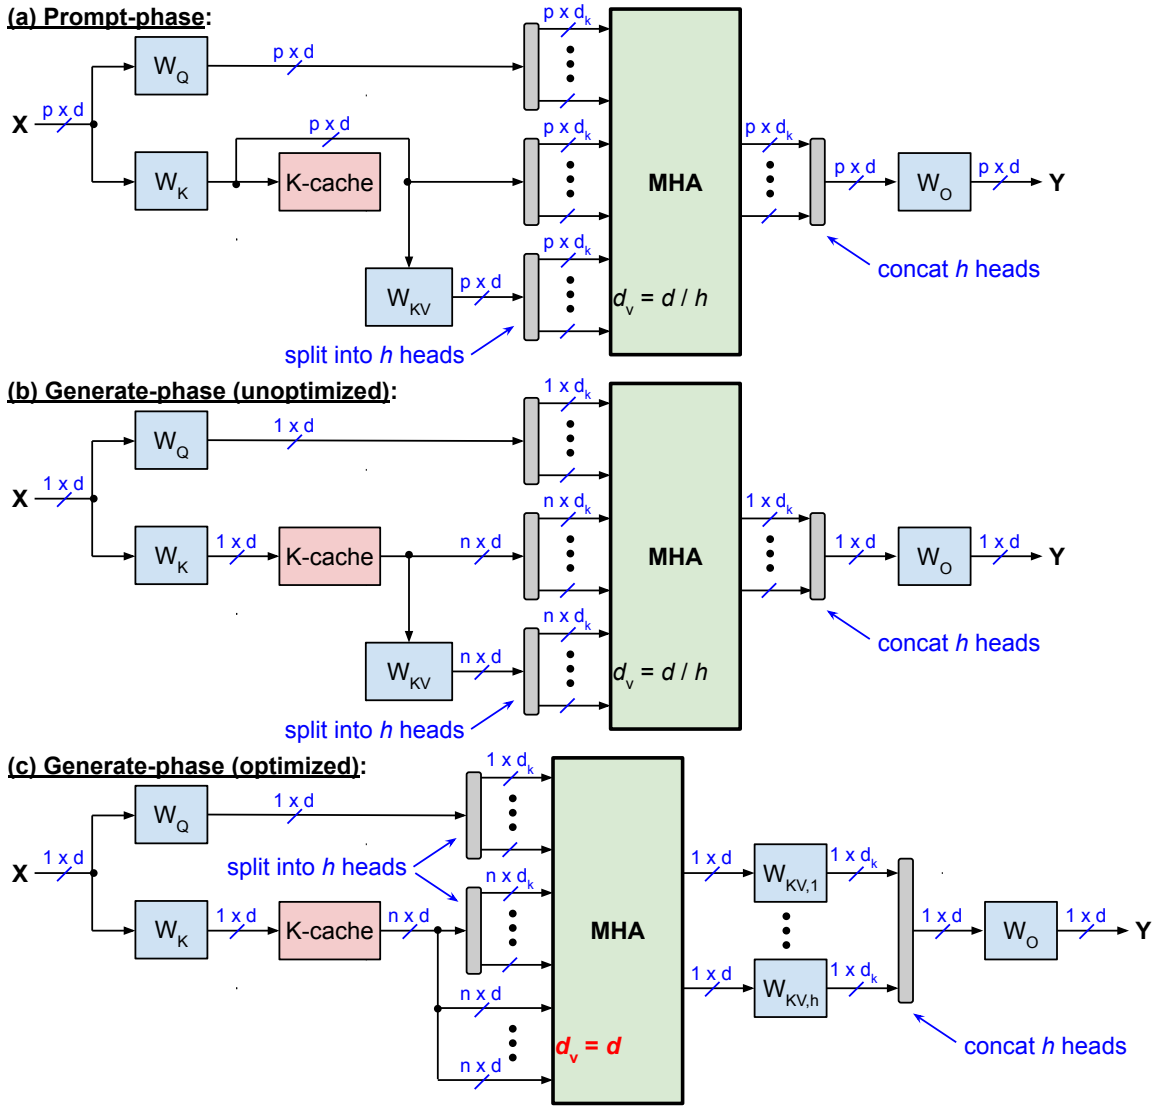 (a) Prompt-phase:
p x d_k
W_Q
p x d
X
p x d
p x d
p x d_k
W_K
K-cache
MHA
p x d_k
p x d
W_O
p x d
Y
p x d_k
W_KV
p x d
d_v = d / h
concat h heads
split into h heads
(b) Generate-phase (unoptimized):
1 x d_k
W_Q
1 x d
X
1 x d
n x d_k
W_K
1 x d
K-cache
n x d
MHA
1 x d_k
1 x d
W_O
1 x d
Y
n x d_k
W_KV
n x d
d_v = d / h
concat h heads
split into h heads
(c) Generate-phase (optimized):
1 x d_k
W_Q
1 x d
X
1 x d
split into h heads
n x d_k
1 x d
W_KV,1
1 x d_k
W_K
1 x d
K-cache
n x d
MHA
1 x d
W_O
1 x d
Y
1 x d
W_KV,h
1 x d_k
n x d
n x d
d_v = d
concat h heads